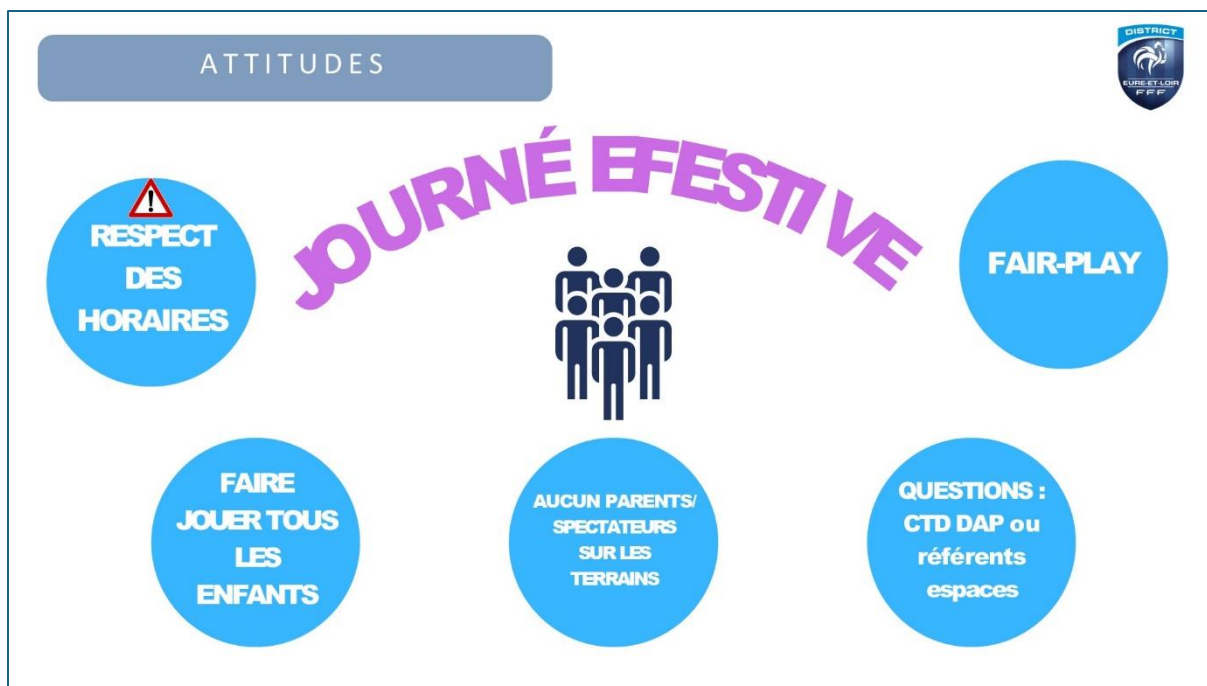 ATTITUDES
DISTRICT
EURE-ET-LOIR
FFF
JOURNÉ EFESTIVE
RESPECT
DES
HORAIRES
FAIR-PLAY
FAIRE
JOUER TOUS
LES
ENFANTS
AUCUN PARENTS/
SPECTATEURS
SUR LES
TERRAINS
QUESTIONS :
CTD DAP ou
référents
espaces